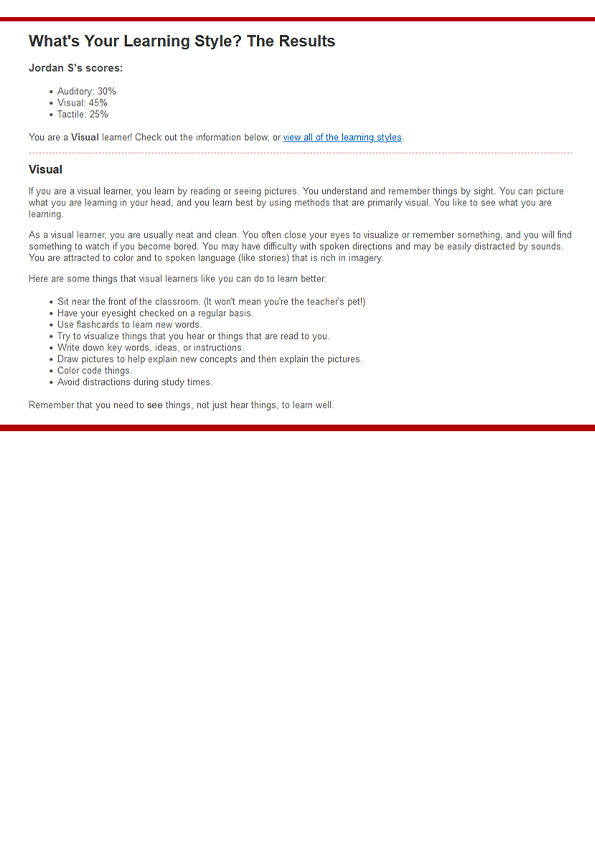 What's Your Learning Style? The Results
Jordan S's scores:
• Auditory: 30%
• Visual: 45%
• Tactile: 25%
You are a Visual learner! Check out the information below, or view all of the learning styles.
Visual
If you are a visual learner, you learn by reading or seeing pictures. You understand and remember things by sight. You can picture
what you are learning in your head, and you learn best by using methods that are primarily visual. You like to see what you are
learning.
As a visual learner, you are usually neat and clean. You often close your eyes to visualize or remember something, and you will find
something to watch if you become bored. You may have difficulty with spoken directions and may be easily distracted by sounds.
You are attracted to color and to spoken language (like stories) that is rich in imagery.
Here are some things that visual learners like you can do to learn better:
• Sit near the front of the classroom. (It won't mean you're the teacher's pet!)
• Have your eyesight checked on a regular basis.
• Use flashcards to learn new words.
• Try to visualize things that you hear or things that are read to you.
• Write down key words, ideas, or instructions.
• Draw pictures to help explain new concepts and then explain the pictures.
• Color code things.
• Avoid distractions during study times.
Remember that you need to see things, not just hear things, to learn well.